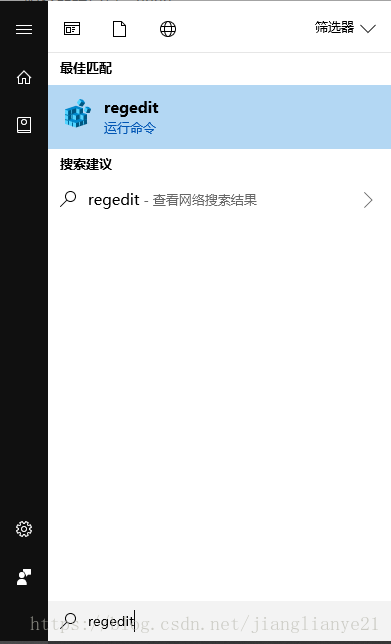 筛选器
最佳匹配
regedit
运行命令
搜索建议
regedit - 查看网络搜索结果
regedit
https://blog.csdn.net/jianglianye21